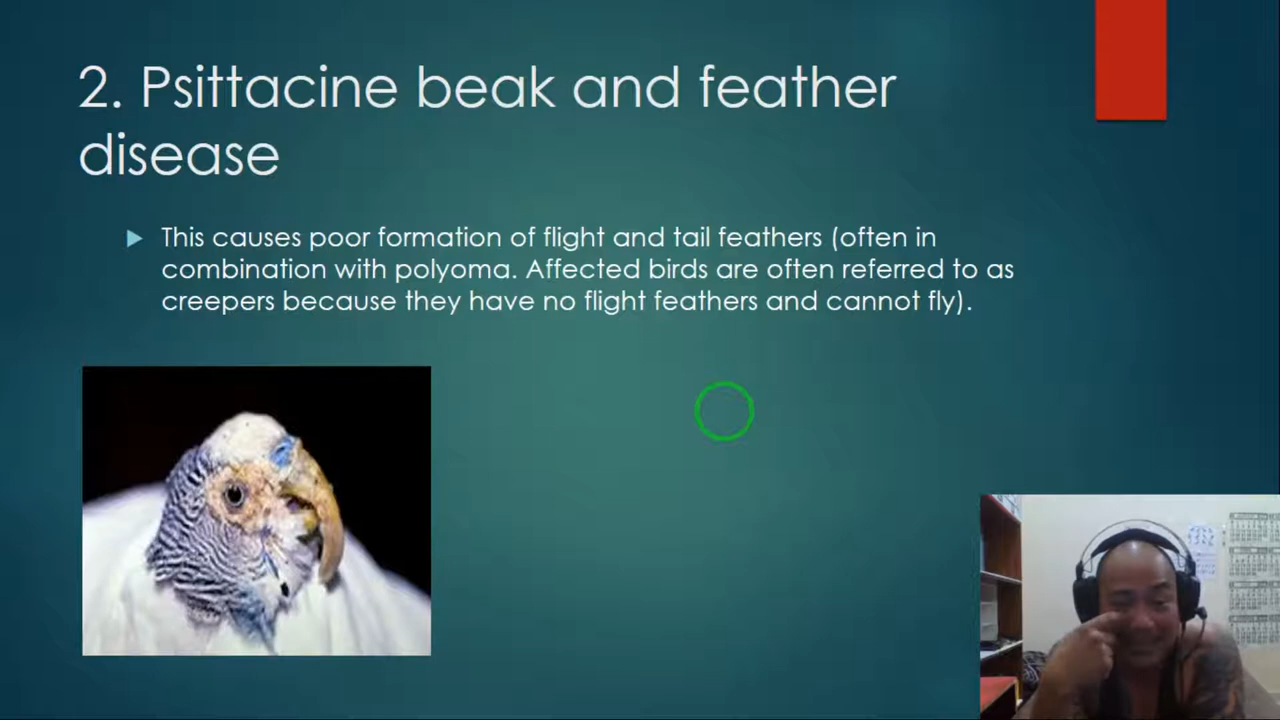 2. Psittacine beak and feather
disease
This causes poor formation of flight and tail feathers (often in
combination with polyoma. Affected birds are often referred to as
creepers because they have no flight feathers and cannot fly).